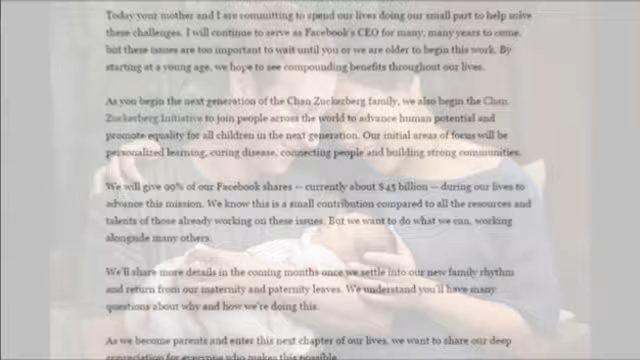 Today your mother and I are committing to spend our lives doing our small part to help solve
these challenges. I will continue to serve as Facebook's CEO for many, many years to come,
but these issues are too important to wait until you or we are older to begin this work. By
starting at a young age, we hope to see compounding benefits throughout our lives.
As you begin the next generation of the Chan Zuckerberg family, we also begin the Chan
Zuckerberg Initiative to join people across the world to advance human potential and
promote equality for all children in the next generation. Our initial areas of focus will be
personalized learning, curing disease, connecting people and building strong communities.
We will give 99% of our Facebook shares -- currently about $45 billion -- during our lives to
advance this mission. We know this is a small contribution compared to all the resources and
talents of those already working on these issues. But we want to do what we can, working
alongside many others.
We'll share more details in the coming months once we settle into our new family rhythm
and return from our maternity and paternity leaves. We understand you'll have many
questions about why and how we're doing this.
As we become parents and enter this next chapter of our lives, we want to share our deep
appreciation for everyone who makes this possible.